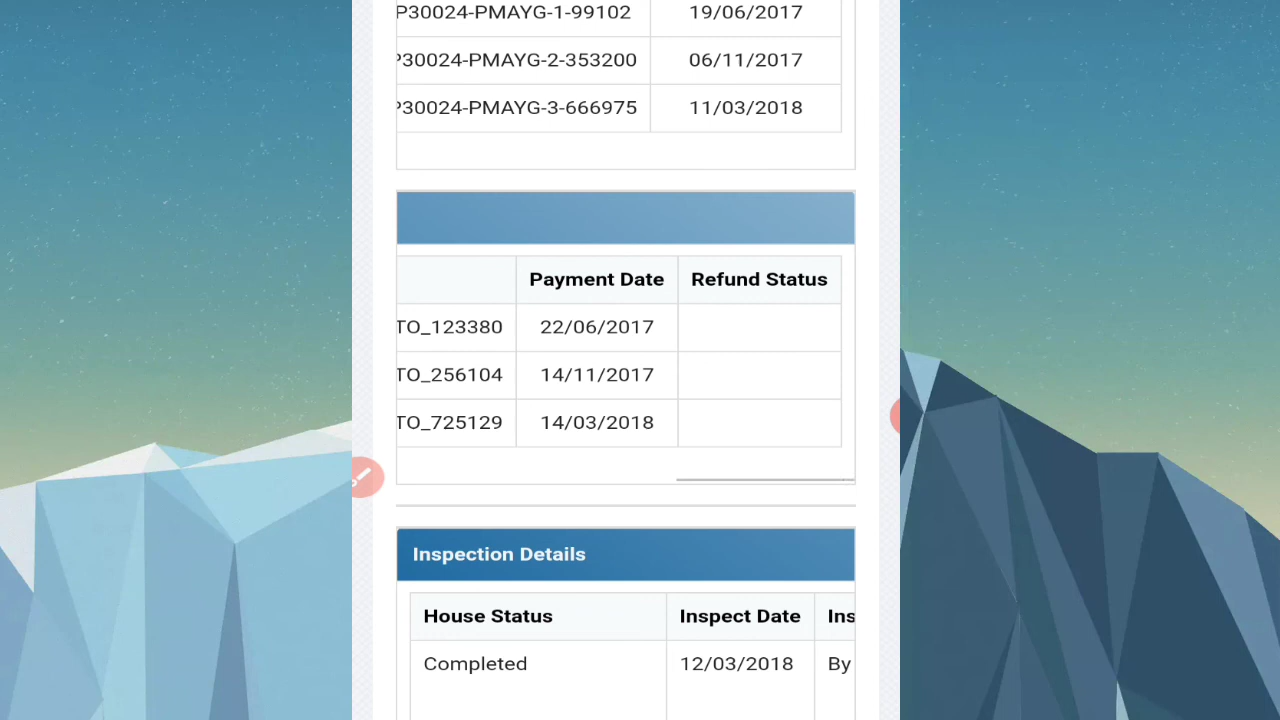 P30024-PMAYG-1-99102 19/06/2017
P30024-PMAYG-2-353200 06/11/2017
P30024-PMAYG-3-666975 11/03/2018
Payment Date Refund Status
TO_123380 22/06/2017
TO_256104 14/11/2017
TO_725129 14/03/2018
Inspection Details
House Status Inspect Date Ins
Completed 12/03/2018 By